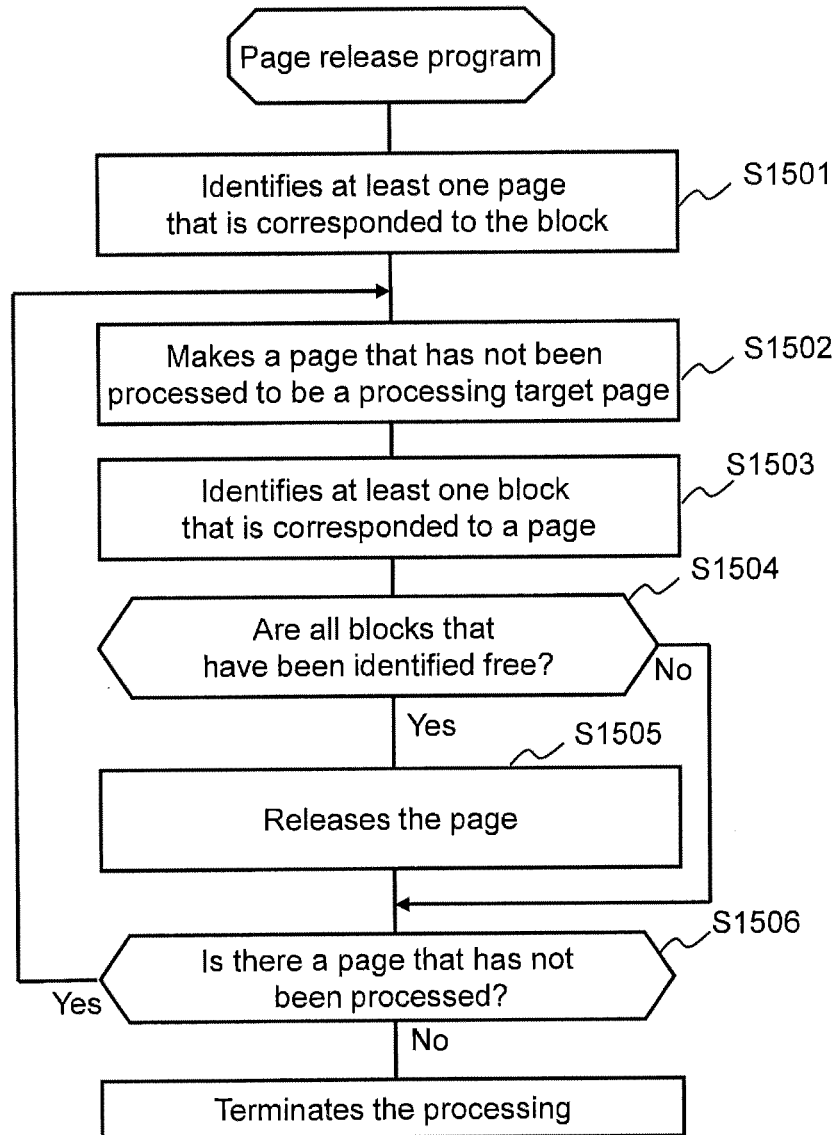 Page release program
S1501
Identifies at least one page
that is corresponded to the block
S1502
Makes a page that has not been
processed to be a processing target page
S1503
Identifies at least one block
that is corresponded to a page
S1504
Are all blocks that
have been identified free?
No
Yes
S1505
Releases the page
S1506
Is there a page that has not
been processed?
Yes
No
Terminates the processing